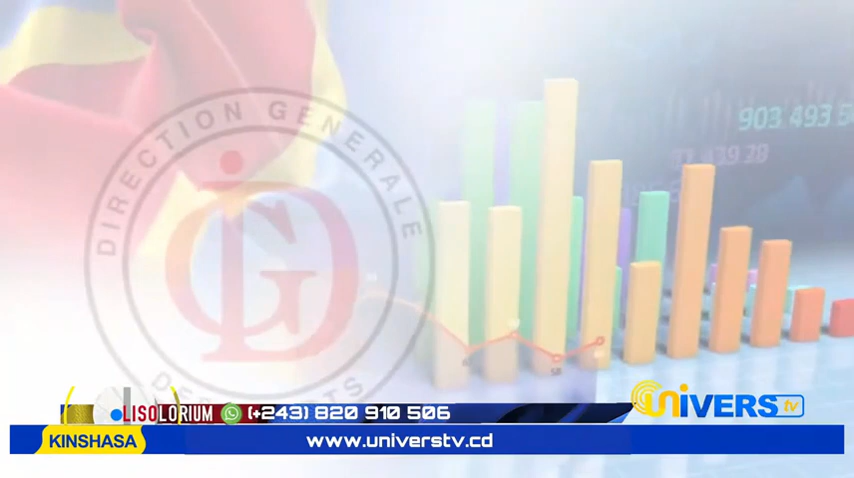 DIRECTION GENERALE
903 493 5
LISOLORIUM (+243) 820 910 506
UNIVERS tv
KINSHASA
www.universtv.cd